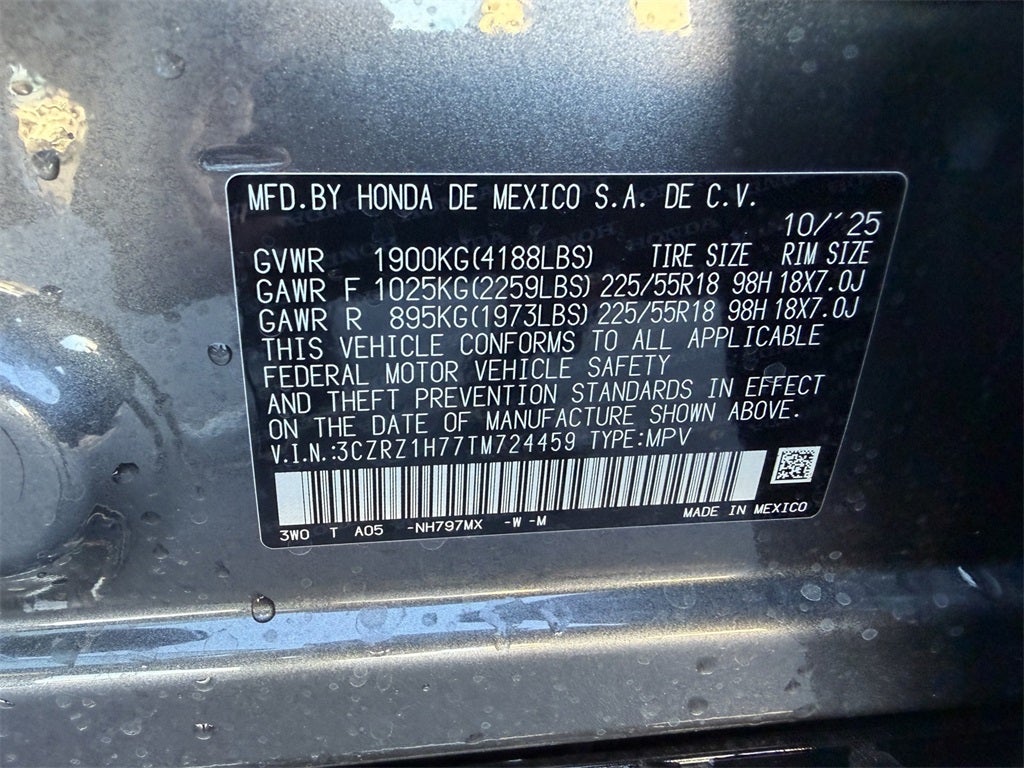 MFD.BY HONDA DE MEXICO S.A. DE C.V.
10/´25
GVWR 1900KG(4188LBS) TIRE SIZE RIM SIZE
GAWR F 1025KG(2259LBS) 225/55R18 98H 18X7.0J
GAWR R 895KG(1973LBS) 225/55R18 98H 18X7.0J
THIS VEHICLE CONFORMS TO ALL APPLICABLE
FEDERAL MOTOR VEHICLE SAFETY
AND THEFT PREVENTION STANDARDS IN EFFECT
ON THE DATE OF MANUFACTURE SHOWN ABOVE.
V.I.N.:3CZRZ1H77TM724459 TYPE:MPV
3W0 T A05 -NH797MX -W -M MADE IN MEXICO